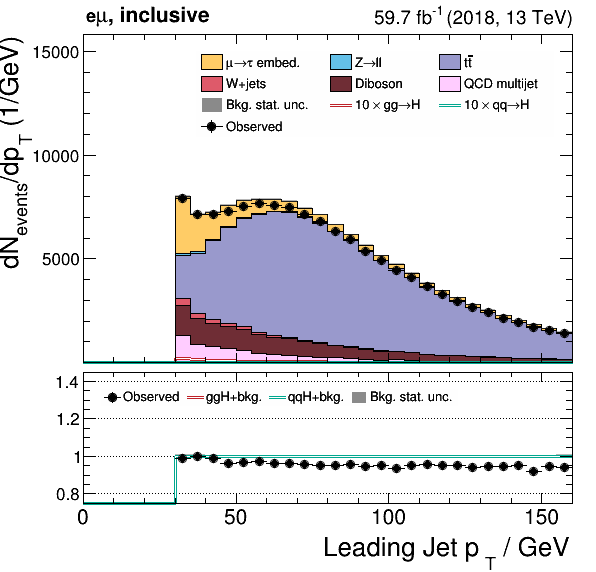 eμ, inclusive 59.7 fb⁻¹ (2018, 13 TeV)
dN_events/dp_T (1/GeV)
15000
10000
5000
μ→τ embed. Z→ll tt̄
W+jets Diboson QCD multijet
Bkg. stat. unc. 10 × gg→H 10 × qq→H
Observed
1.4
1.2
1
0.8
Observed ggH+bkg. qqH+bkg. Bkg. stat. unc.
0 50 100 150
Leading Jet p_T / GeV